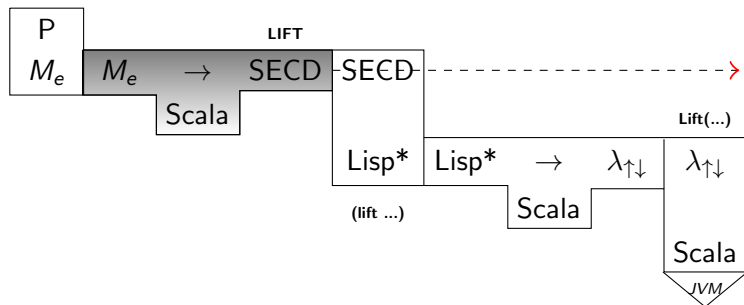 P
LIFT
M_e M_e → SECD SECD
Scala
Lift(...)
Lisp* Lisp* → λ↑↓ λ↑↓
(lift ...)
Scala
Scala
JVM